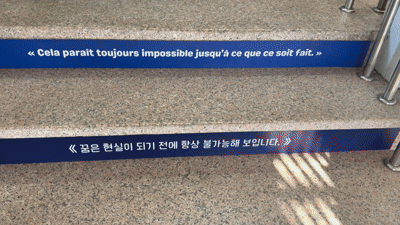 « Cela parait toujours impossible jusqu'à ce que ce soit fait. »
《 꿈은 현실이 되기 전에 항상 불가능해 보입니다. 》